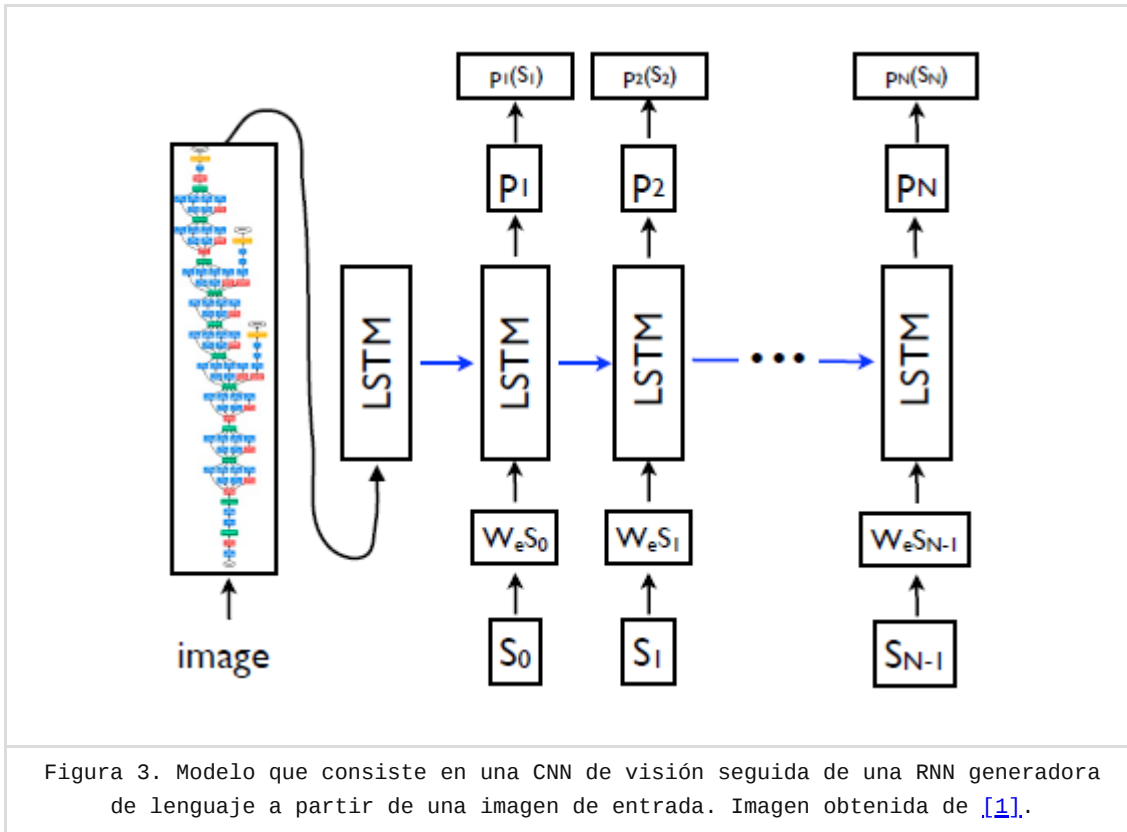 p1(S1) p2(S2) pN(SN)
p1 p2 pN
LSTM LSTM LSTM LSTM
WeS0 WeS1 WeSN-1
image S0 S1 SN-1
Figura 3. Modelo que consiste en una CNN de visión seguida de una RNN generadora
de lenguaje a partir de una imagen de entrada. Imagen obtenida de [1].